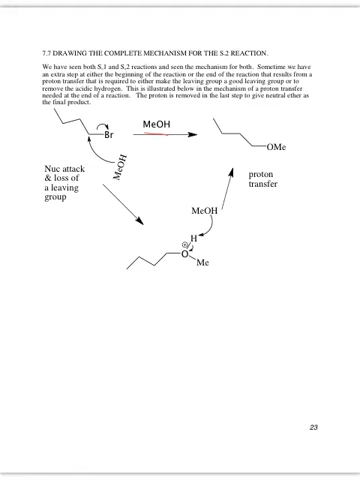 7.7 DRAWING THE COMPLETE MECHANISM FOR THE SN2 REACTION.
We have seen both SN1 and SN2 reactions and seen the mechanism for both. Sometime we have
an extra step at either the beginning of the reaction or the end of the reaction that results from a
proton transfer that is required to either make the leaving group a good leaving group or to
remove the acidic hydrogen. This is illustrated below in the mechanism of a proton transfer
needed at the end of a reaction. The proton is removed in the last step to give neutral ether as
the final product.
Br
MeOH
OMe
MeOH
Nuc attack
& loss of
a leaving
group
proton
transfer
MeOH
H
⊕
O
Me
23